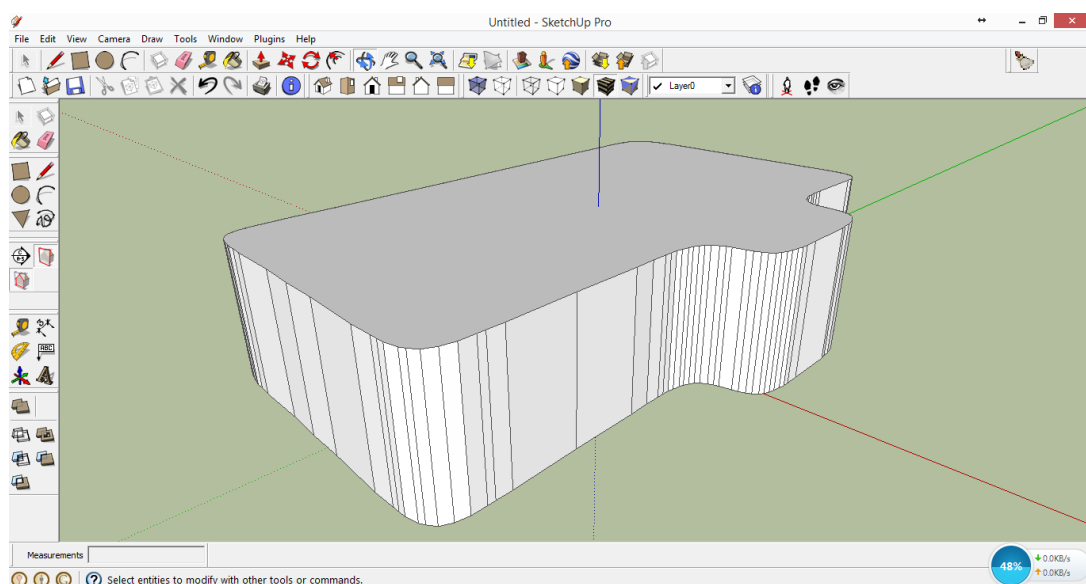 Untitled - SketchUp Pro
File Edit View Camera Draw Tools Window Plugins Help
Layer0
ABC
Measurements
48%
0.0KB/s
0.0KB/s
Select entities to modify with other tools or commands.